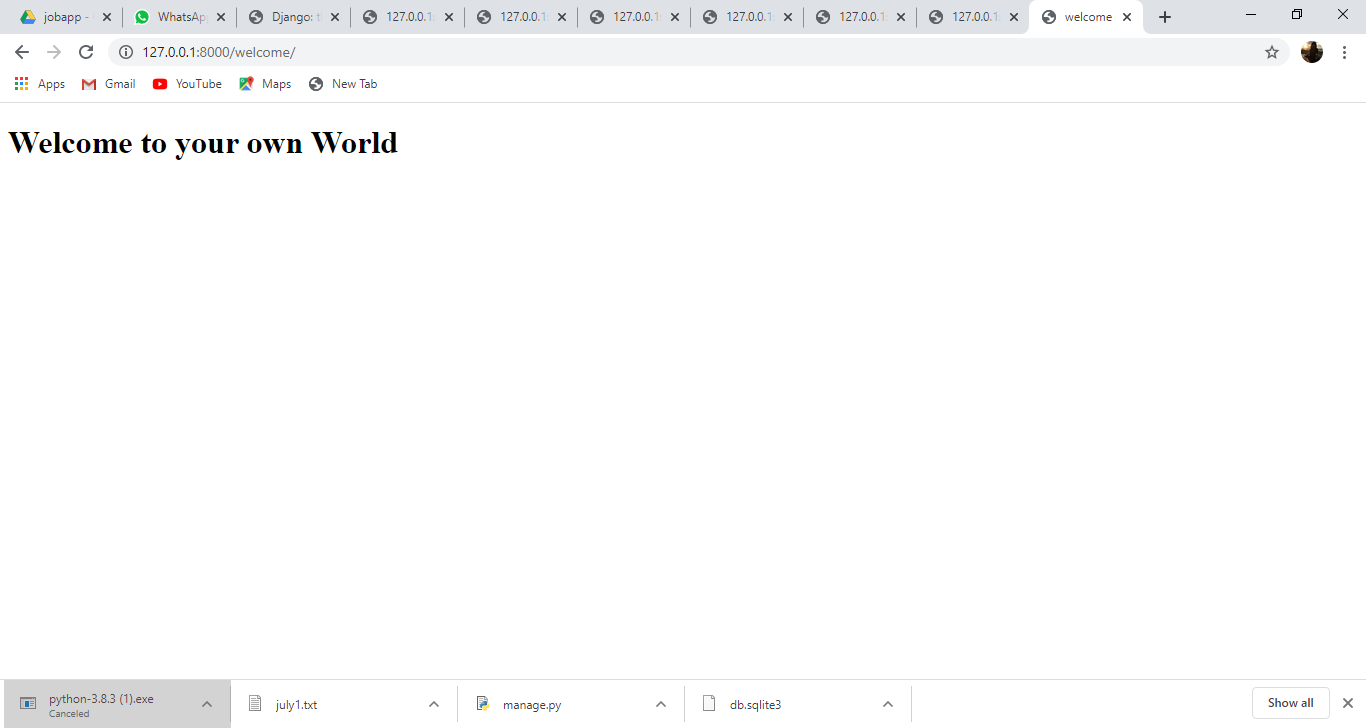 jobapp - WhatsAp Django: t 127.0.0.1: 127.0.0.1: 127.0.0.1: 127.0.0.1: 127.0.0.1: 127.0.0.1: welcome
127.0.0.1:8000/welcome/
Apps Gmail YouTube Maps New Tab
Welcome to your own World
python-3.8.3 (1).exe
Canceled
july1.txt manage.py db.sqlite3 Show all